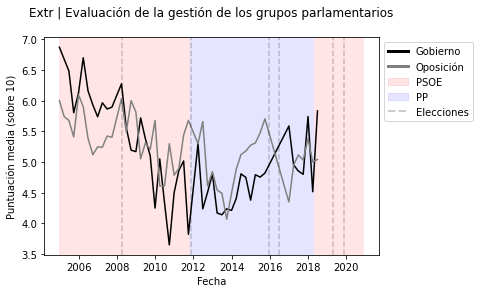 Extr | Evaluación de la gestión de los grupos parlamentarios
7.0
6.5
6.0
5.5
5.0
4.5
4.0
3.5
Puntuación media (sobre 10)
2006 2008 2010 2012 2014 2016 2018 2020
Fecha
Gobierno
Oposición
PSOE
PP
Elecciones